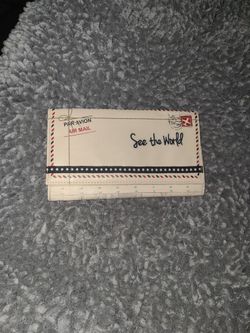 PAR AVION
AIR MAIL
See the World